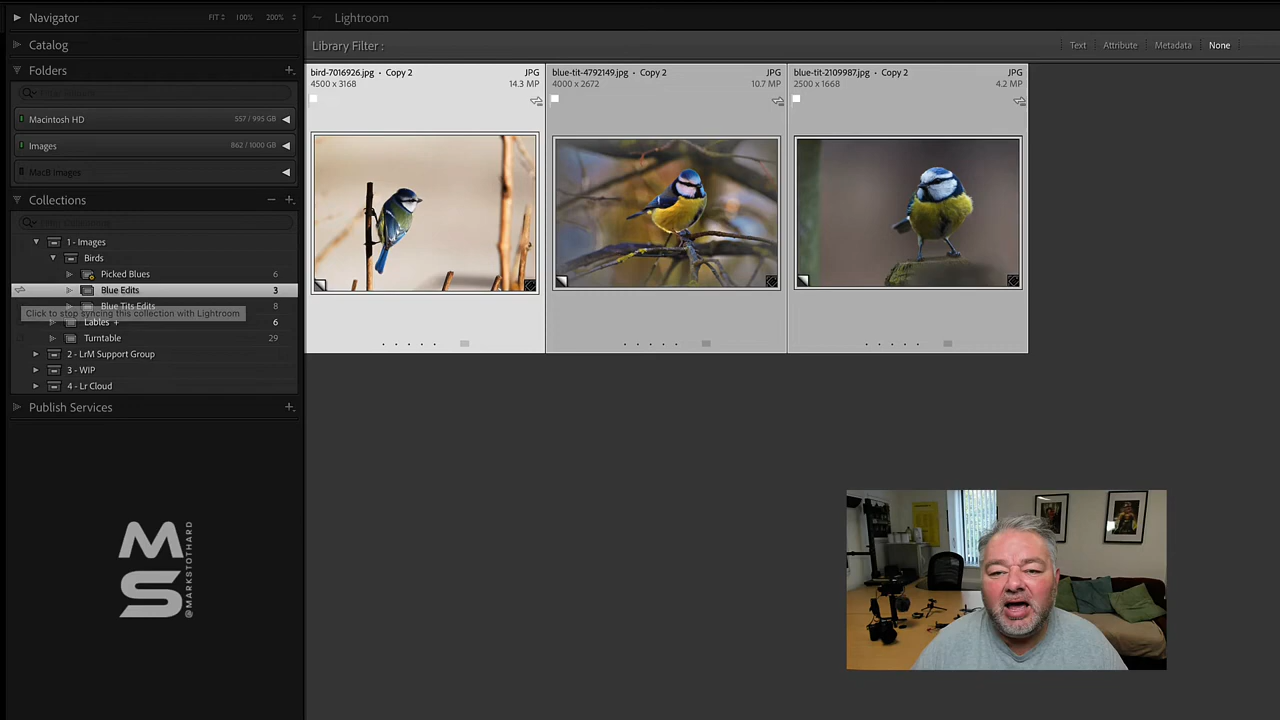 Navigator
FIT 100% 200%
Lightroom
Catalog
Library Filter :
Text Attribute Metadata None
Folders
Macintosh HD 557 / 995 GB
Images 862 / 1000 GB
MacB Images
Collections
1 - Images
Birds
Picked Blues 6
Blue Edits 3
Blue Tits Edits 8
Click to stop syncing this collection with Lightroom
Lables + 6
Turntable 29
2 - LrM Support Group
3 - WIP
4 - Lr Cloud
Publish Services
bird-7016926.jpg • Copy 2 JPG
4500 x 3168 14.3 MP
blue-tit-4792149.jpg • Copy 2 JPG
4000 x 2672 10.7 MP
blue-tit-2109987.jpg • Copy 2 JPG
2500 x 1668 4.2 MP
MS
@MARKSTOTHARD